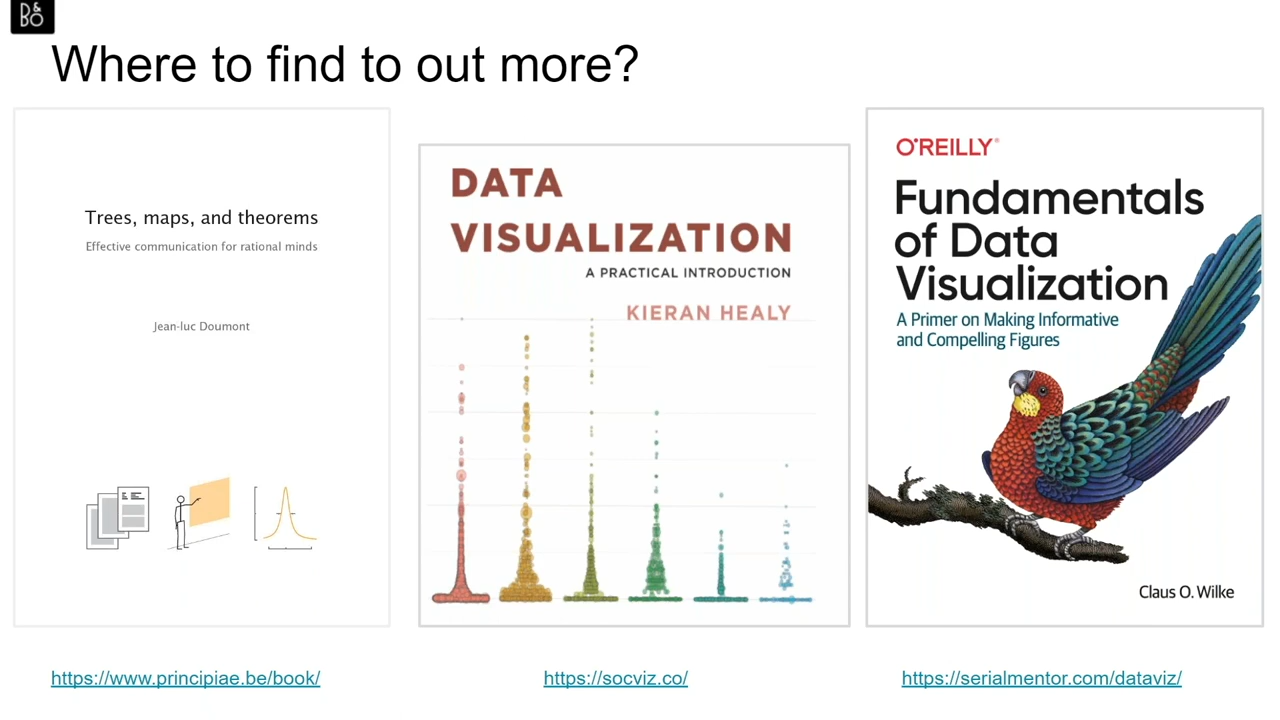 B&O
Where to find to out more?
Trees, maps, and theorems
Effective communication for rational minds
Jean-luc Doumont
DATA
VISUALIZATION
A PRACTICAL INTRODUCTION
KIERAN HEALY
O'REILLY®
Fundamentals
of Data
Visualization
A Primer on Making Informative
and Compelling Figures
Claus O. Wilke
https://www.principiae.be/book/
https://socviz.co/
https://serialmentor.com/dataviz/